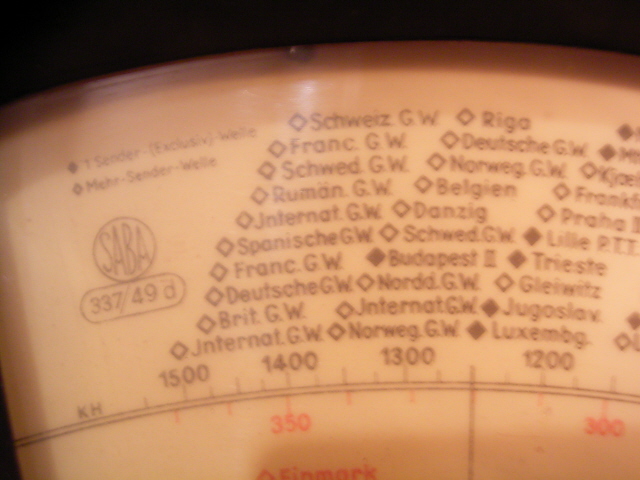 ◆ 1 Sender-(Exclusiv)-Welle
◇ Mehr-Sender-Welle
SABA
337/49 d
◇Schweiz G.W. ◇ Riga
◇Franc. G.W. ◇Deutsche G.W.
◇Schwed. G.W. ◇Norweg. G.W.
◇Rumän. G.W. ◇Belgien
◇Jnternat. G.W. ◇Danzig ◇Praha
◇Spanische G.W. ◇Schwed. G.W. ◆Lille P.T.T.
◇Franc. G.W. ◆Budapest II ◆Trieste
◇Deutsche G.W. ◇Nordd. G.W. ◇Gleiwitz
◇Brit. G.W. ◇Jnternat G.W. ◆Jugoslav.
◇Jnternat. G.W. ◇Norweg. G.W. ◆Luxembg.
1500 1400 1300 1200
KH
350 300
◇Finmark